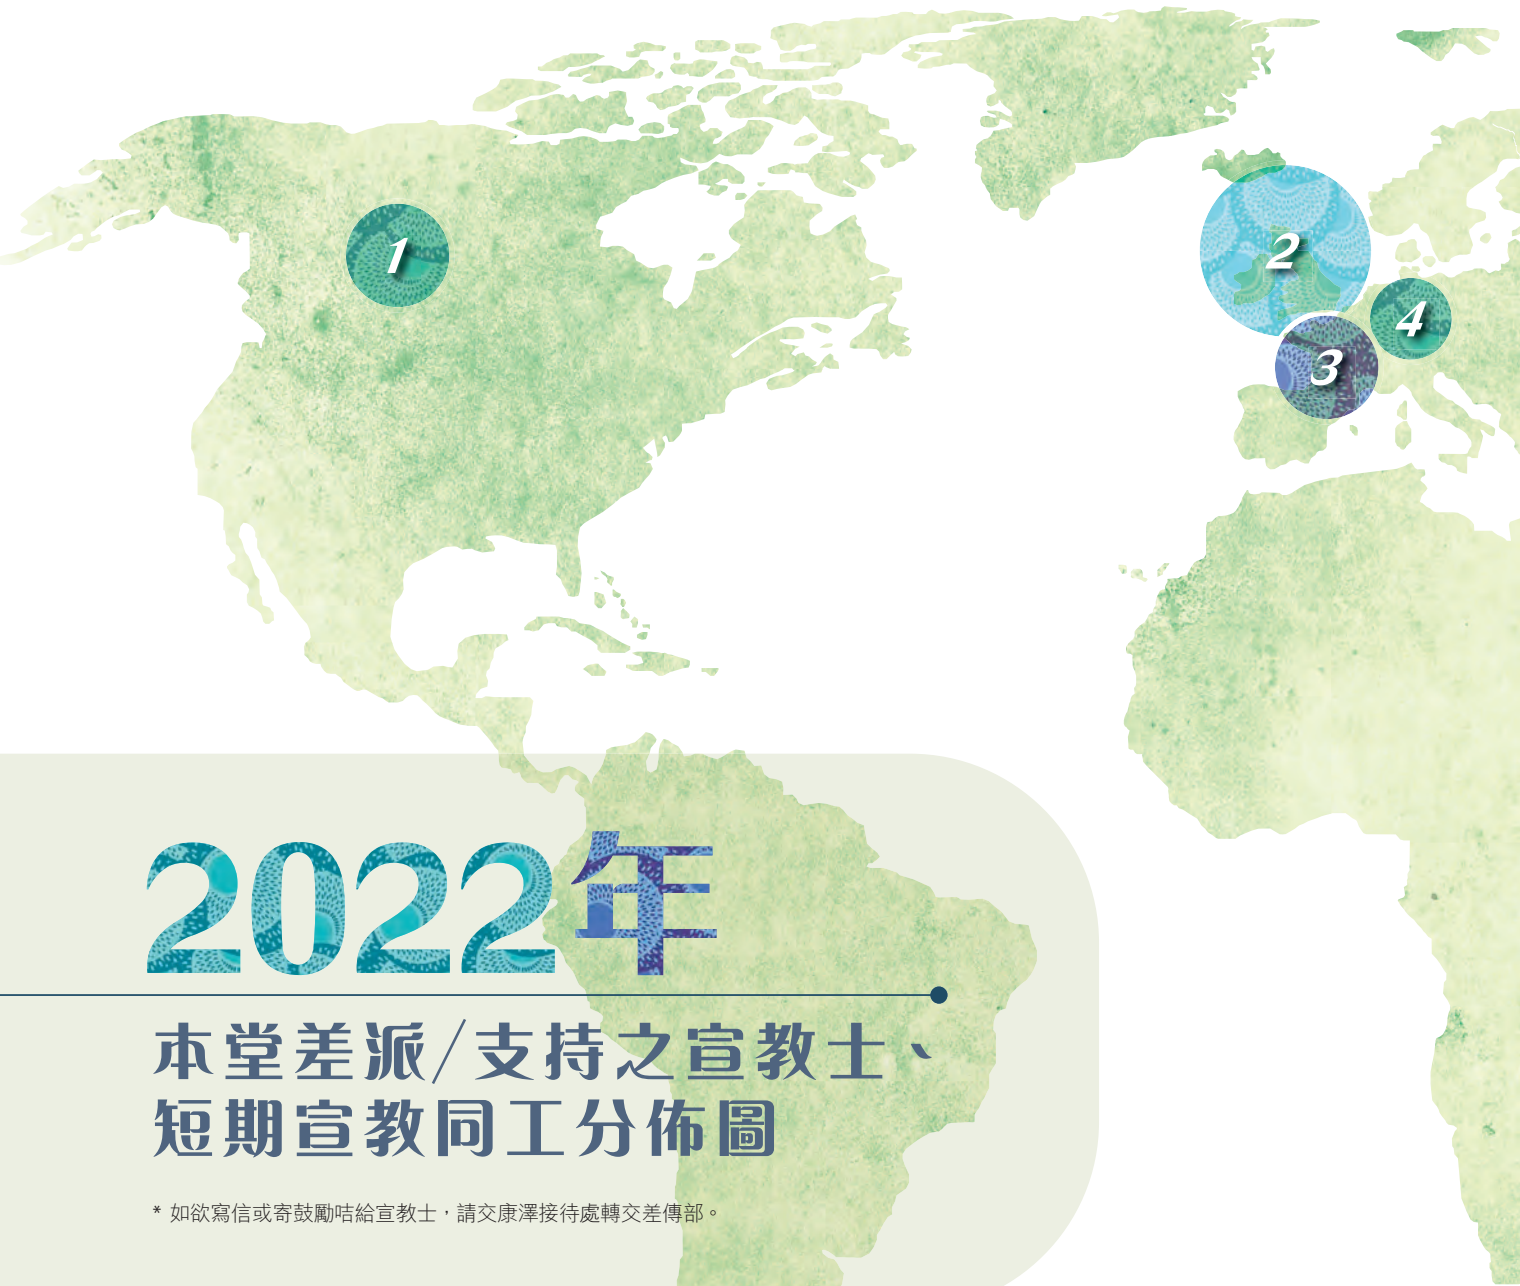 1
2
3
4
2022年
本堂差派/支持之宣教士、
短期宣教同工分佈圖
* 如欲寫信或寄鼓勵咭給宣教士，請交康澤接待處轉交差傳部。